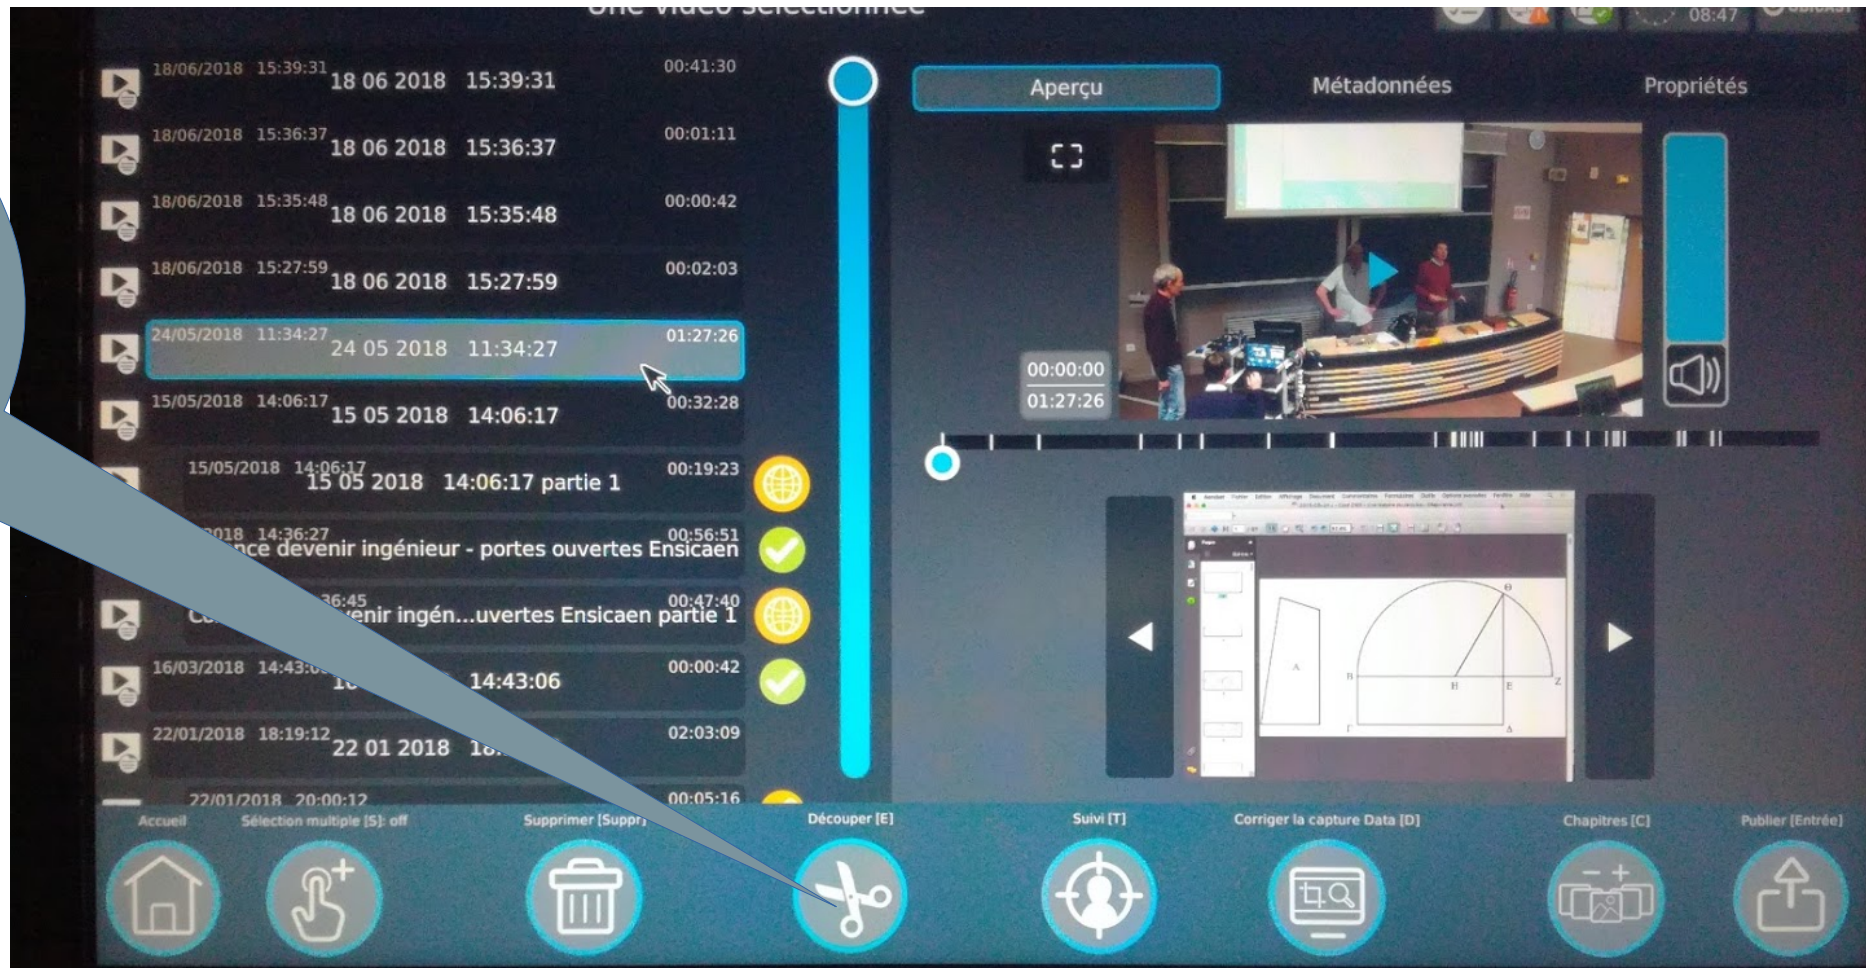 Une vidéo sélectionnée
08:47
UBICAST
18/06/2018 15:39:31
18 06 2018 15:39:31
00:41:30
18/06/2018 15:36:37
18 06 2018 15:36:37
00:01:11
18/06/2018 15:35:48
18 06 2018 15:35:48
00:00:42
18/06/2018 15:27:59
18 06 2018 15:27:59
00:02:03
24/05/2018 11:34:27
24 05 2018 11:34:27
01:27:26
15/05/2018 14:06:17
15 05 2018 14:06:17
00:32:28
15/05/2018 14:06:17
15 05 2018 14:06:17 partie 1
00:19:23
14:36:27
devenir ingénieur - portes ouvertes Ensicaen
00:56:51
36:45
ingén...uvertes Ensicaen partie 1
00:47:40
16/03/2018
14:43:06
00:00:42
22/01/2018 18:19:12
22 01 2018
02:03:09
22/01/2018 20:00:12
00:05:16
Aperçu
Métadonnées
Propriétés
00:00:00
01:27:26
A
B
H
E
Z
Θ
Γ
Δ
Accueil
Sélection multiple [S]: off
Supprimer [Suppr]
Découper [E]
Suivi [T]
Corriger la capture Data [D]
Chapitres [C]
Publier [Entrée]